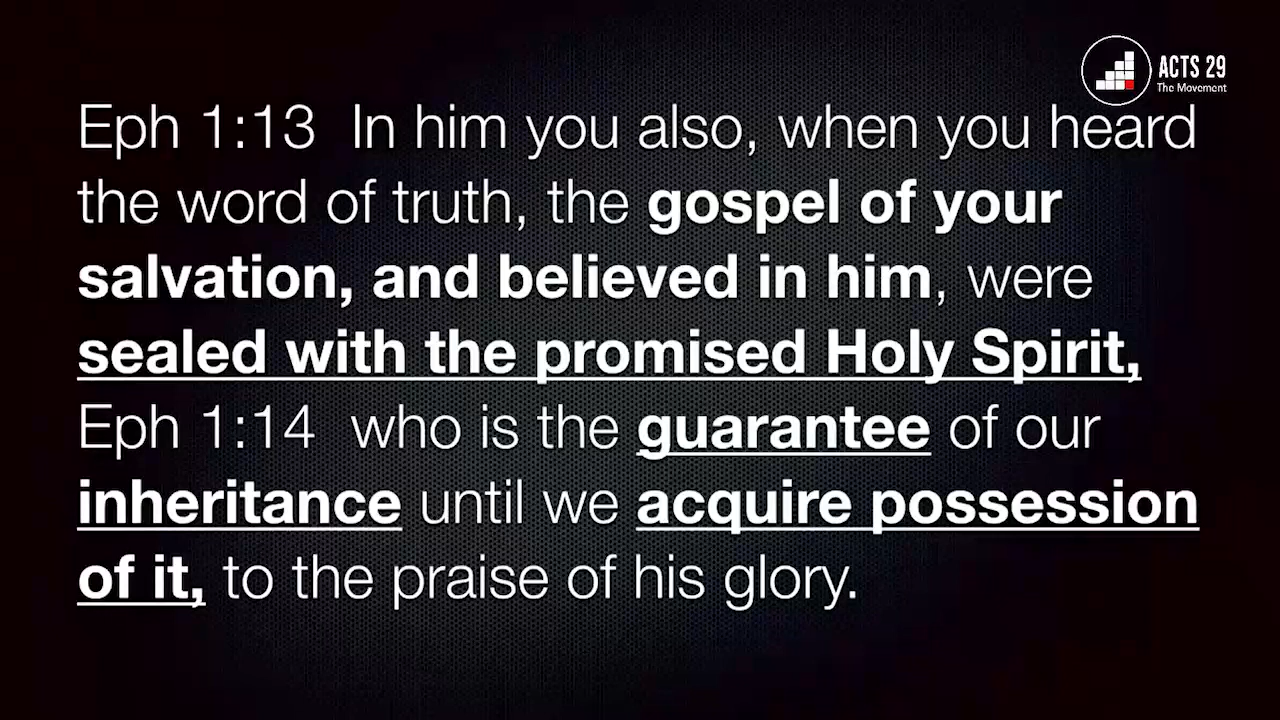 ACTS 29
The Movement
Eph 1:13 In him you also, when you heard
the word of truth, the gospel of your
salvation, and believed in him, were
sealed with the promised Holy Spirit,
Eph 1:14 who is the guarantee of our
inheritance until we acquire possession
of it, to the praise of his glory.